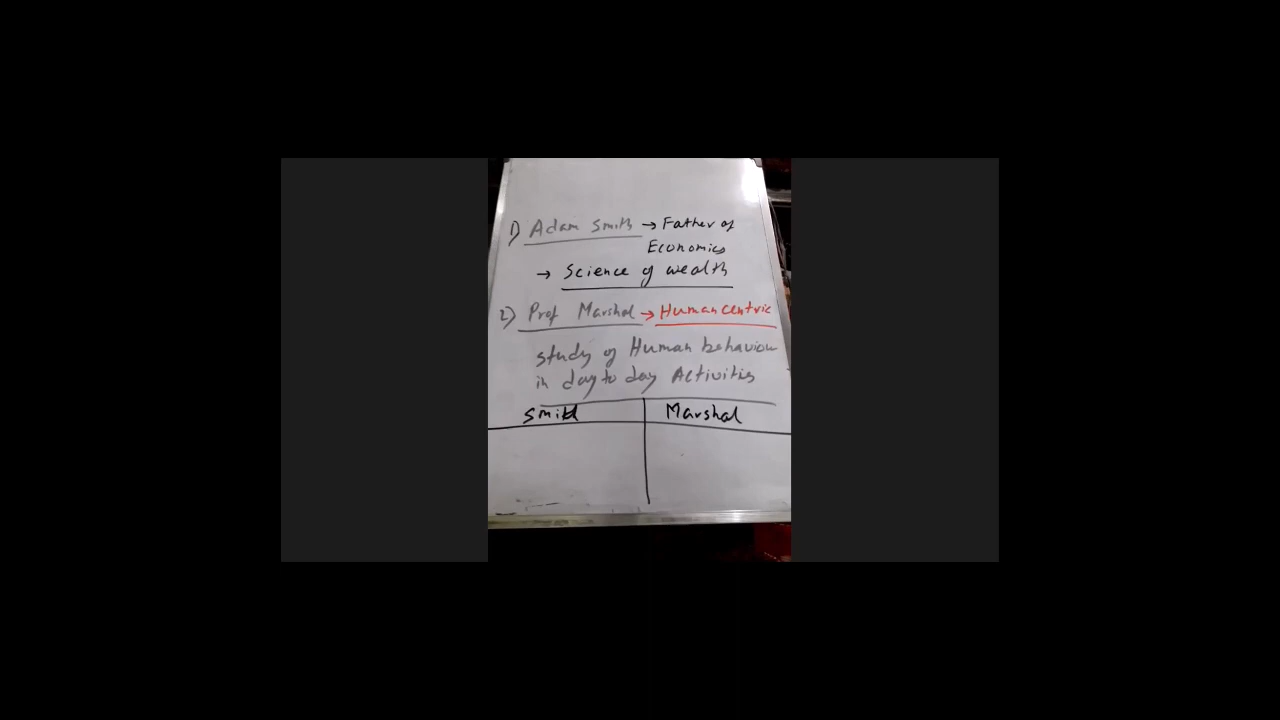 1) Adam Smith → Father of
Economics
→ Science of wealth
2) Prof Marshal → Human centric
study of Human behaviour
in day to day Activities
Smith Marshal